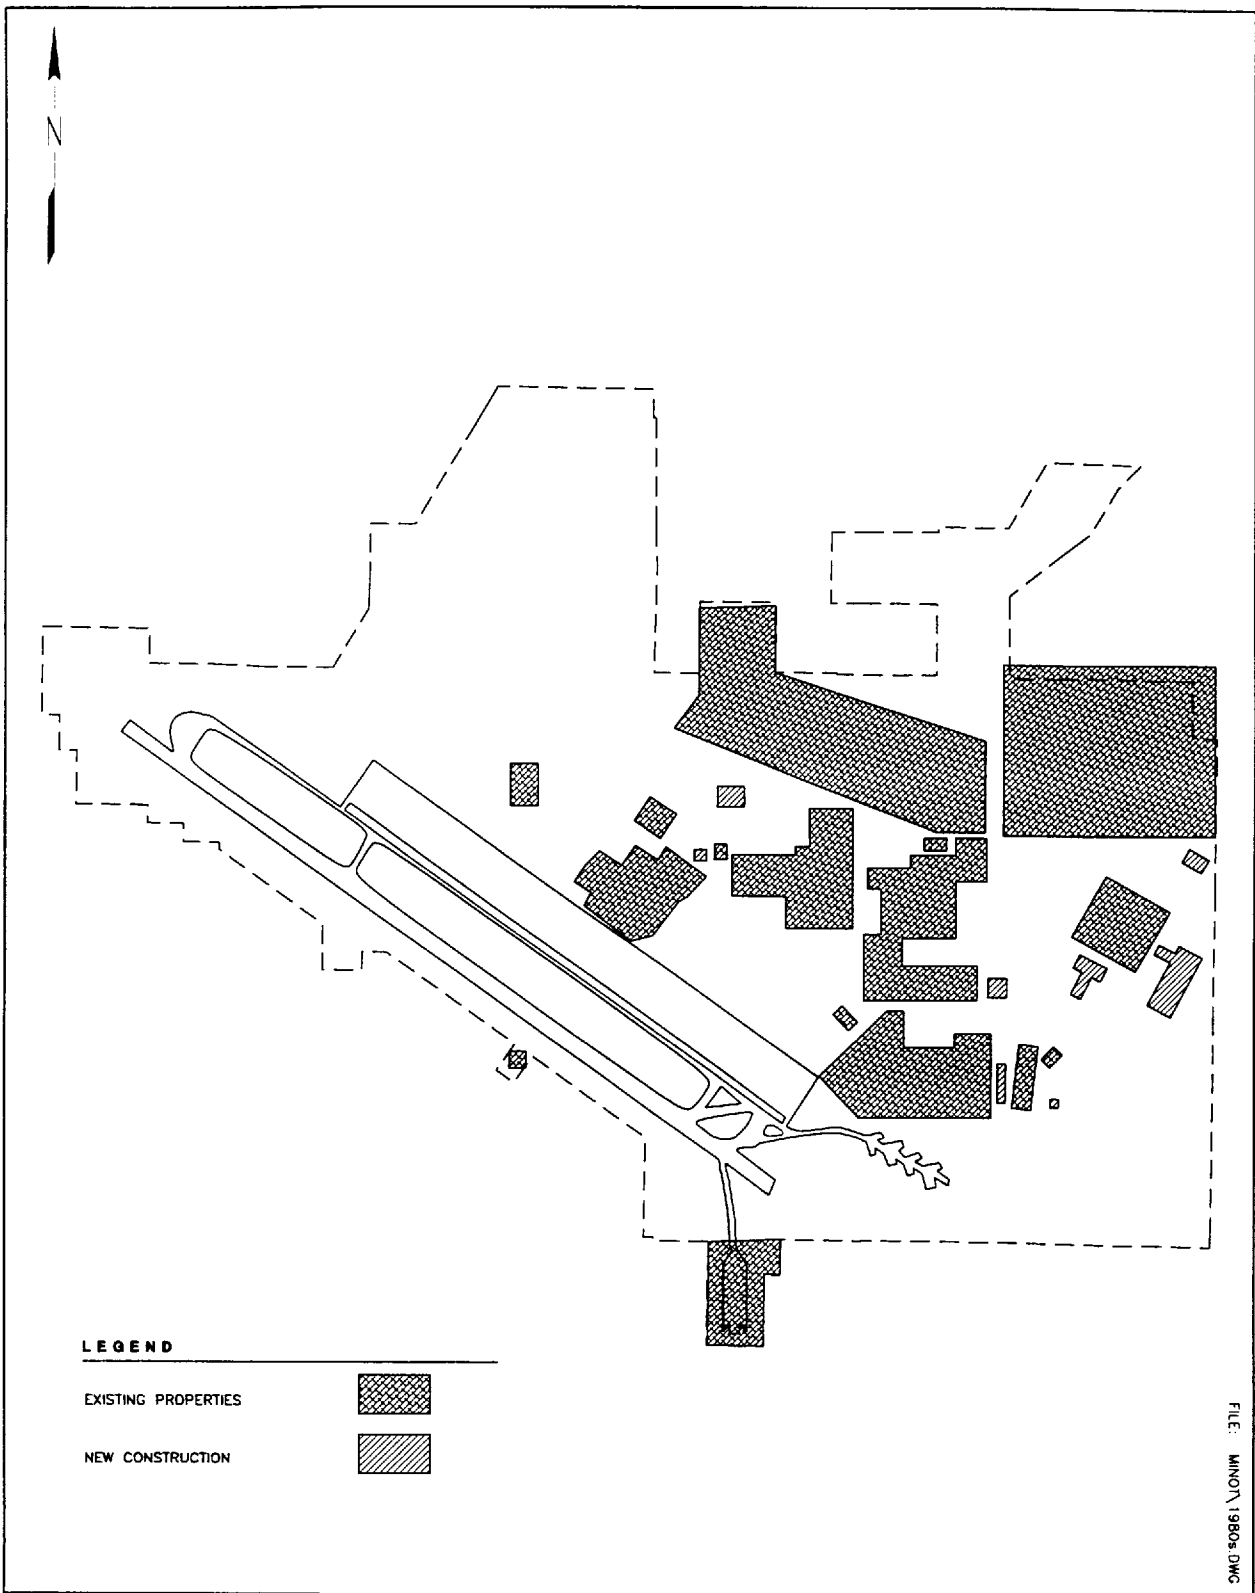 N
LEGEND
EXISTING PROPERTIES
NEW CONSTRUCTION
FILE: MINOT\1980s.DWG